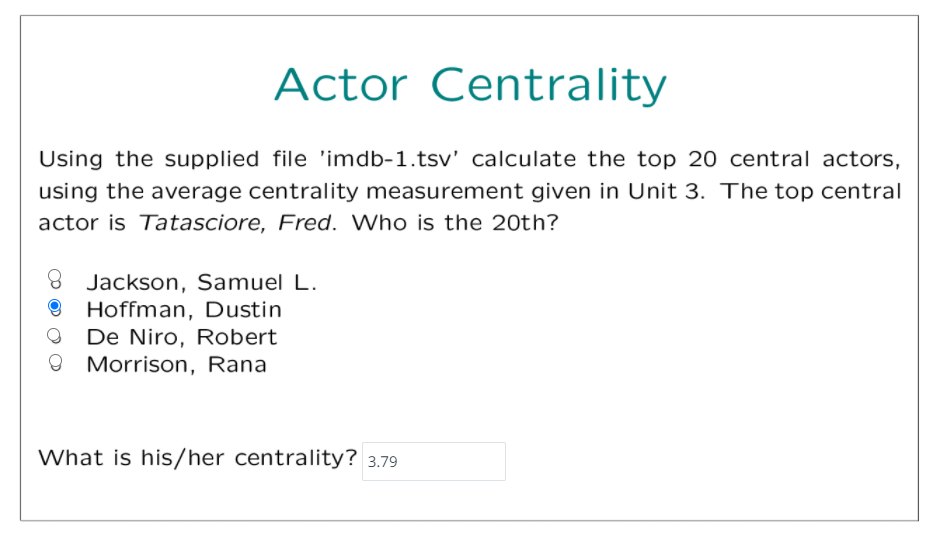 Actor Centrality
Using the supplied file 'imdb-1.tsv' calculate the top 20 central actors,
using the average centrality measurement given in Unit 3. The top central
actor is Tatasciore, Fred. Who is the 20th?
Jackson, Samuel L.
Hoffman, Dustin
De Niro, Robert
Morrison, Rana
What is his/her centrality? 3.79